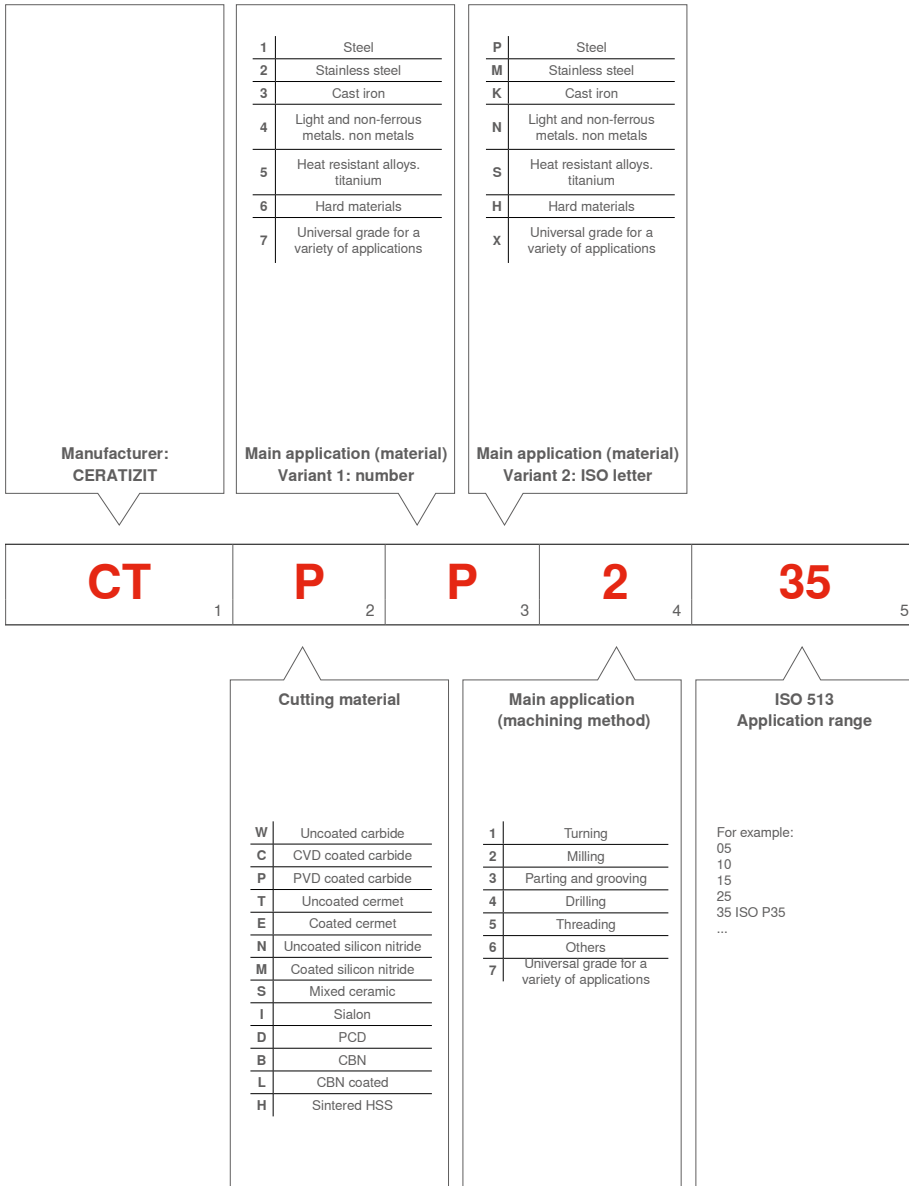 1 Steel
2 Stainless steel
3 Cast iron
4 Light and non-ferrous
metals. non metals
5 Heat resistant alloys.
titanium
6 Hard materials
7 Universal grade for a
variety of applications
P Steel
M Stainless steel
K Cast iron
N Light and non-ferrous
metals. non metals
S Heat resistant alloys.
titanium
H Hard materials
X Universal grade for a
variety of applications
Manufacturer:
CERATIZIT
Main application (material)
Variant 1: number
Main application (material)
Variant 2: ISO letter
CT 1
P 2
P 3
2 4
35 5
Cutting material
W Uncoated carbide
C CVD coated carbide
P PVD coated carbide
T Uncoated cermet
E Coated cermet
N Uncoated silicon nitride
M Coated silicon nitride
S Mixed ceramic
I Sialon
D PCD
B CBN
L CBN coated
H Sintered HSS
Main application
(machining method)
1 Turning
2 Milling
3 Parting and grooving
4 Drilling
5 Threading
6 Others
7 Universal grade for a
variety of applications
ISO 513
Application range
For example:
05
10
15
25
35 ISO P35
...